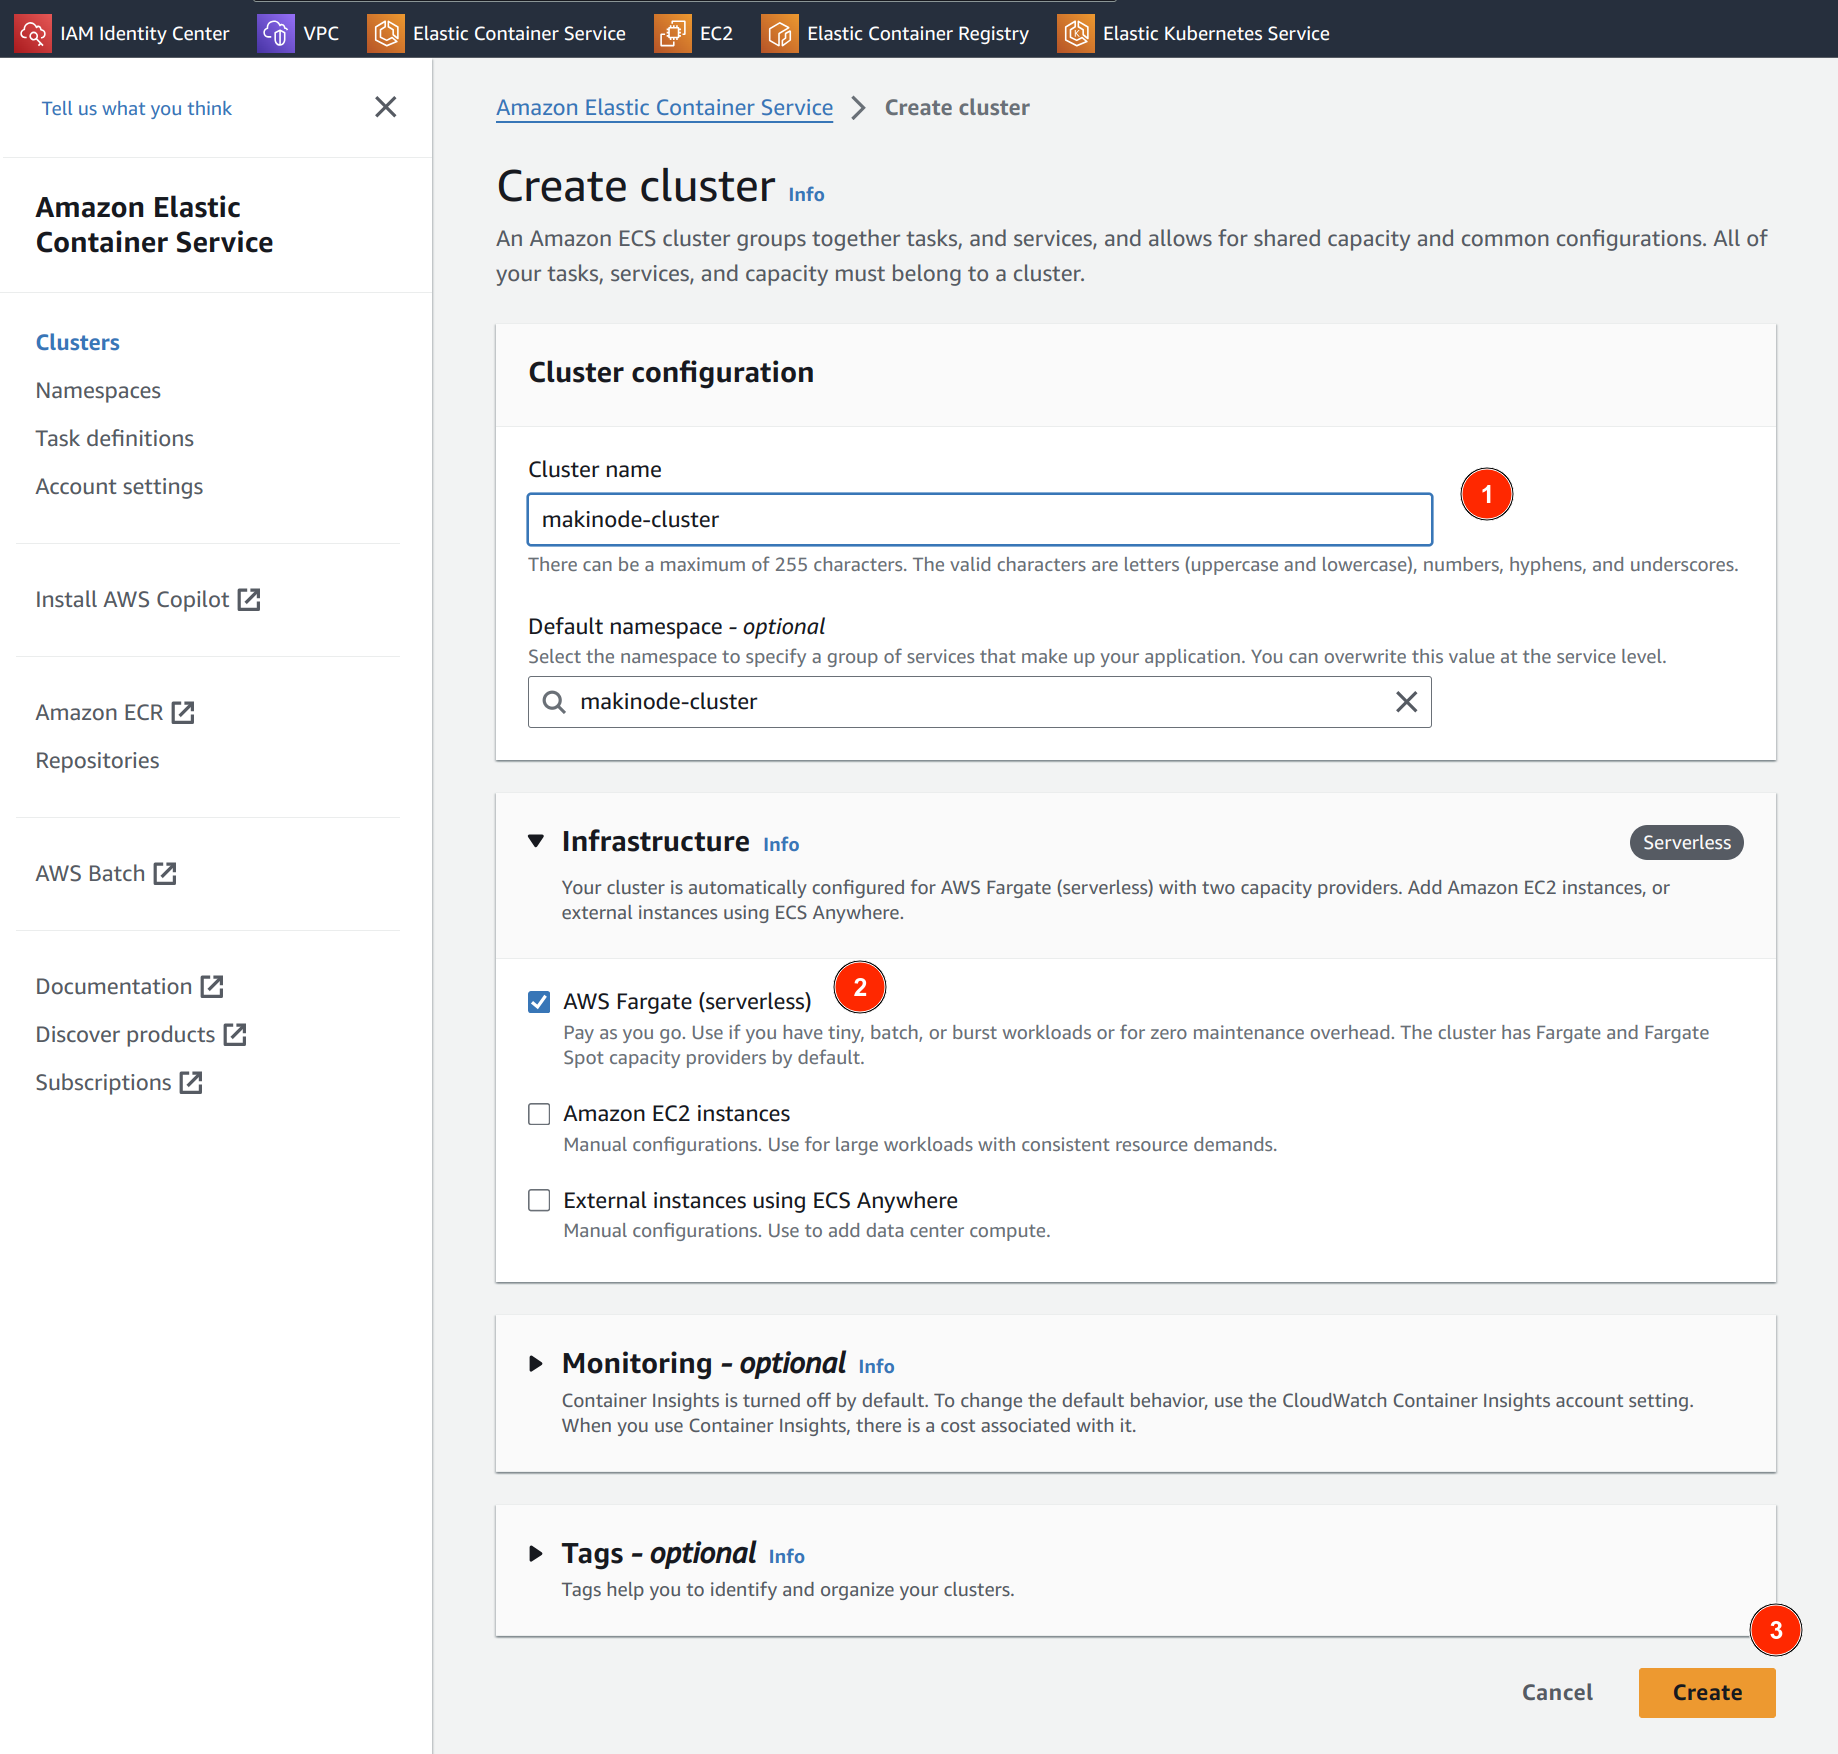 IAM Identity Center
VPC
Elastic Container Service
EC2
Elastic Container Registry
Elastic Kubernetes Service
Tell us what you think
Amazon Elastic
Container Service
Clusters
Namespaces
Task definitions
Account settings
Install AWS Copilot
Amazon ECR
Repositories
AWS Batch
Documentation
Discover products
Subscriptions
Amazon Elastic Container Service
Create cluster
Create cluster Info
An Amazon ECS cluster groups together tasks, and services, and allows for shared capacity and common configurations. All of
your tasks, services, and capacity must belong to a cluster.
Cluster configuration
Cluster name
1
makinode-cluster
There can be a maximum of 255 characters. The valid characters are letters (uppercase and lowercase), numbers, hyphens, and underscores.
Default namespace - optional
Select the namespace to specify a group of services that make up your application. You can overwrite this value at the service level.
makinode-cluster
Infrastructure Info
Serverless
Your cluster is automatically configured for AWS Fargate (serverless) with two capacity providers. Add Amazon EC2 instances, or
external instances using ECS Anywhere.
AWS Fargate (serverless)
2
Pay as you go. Use if you have tiny, batch, or burst workloads or for zero maintenance overhead. The cluster has Fargate and Fargate
Spot capacity providers by default.
Amazon EC2 instances
Manual configurations. Use for large workloads with consistent resource demands.
External instances using ECS Anywhere
Manual configurations. Use to add data center compute.
Monitoring - optional Info
Container Insights is turned off by default. To change the default behavior, use the CloudWatch Container Insights account setting.
When you use Container Insights, there is a cost associated with it.
Tags - optional Info
Tags help you to identify and organize your clusters.
3
Cancel
Create